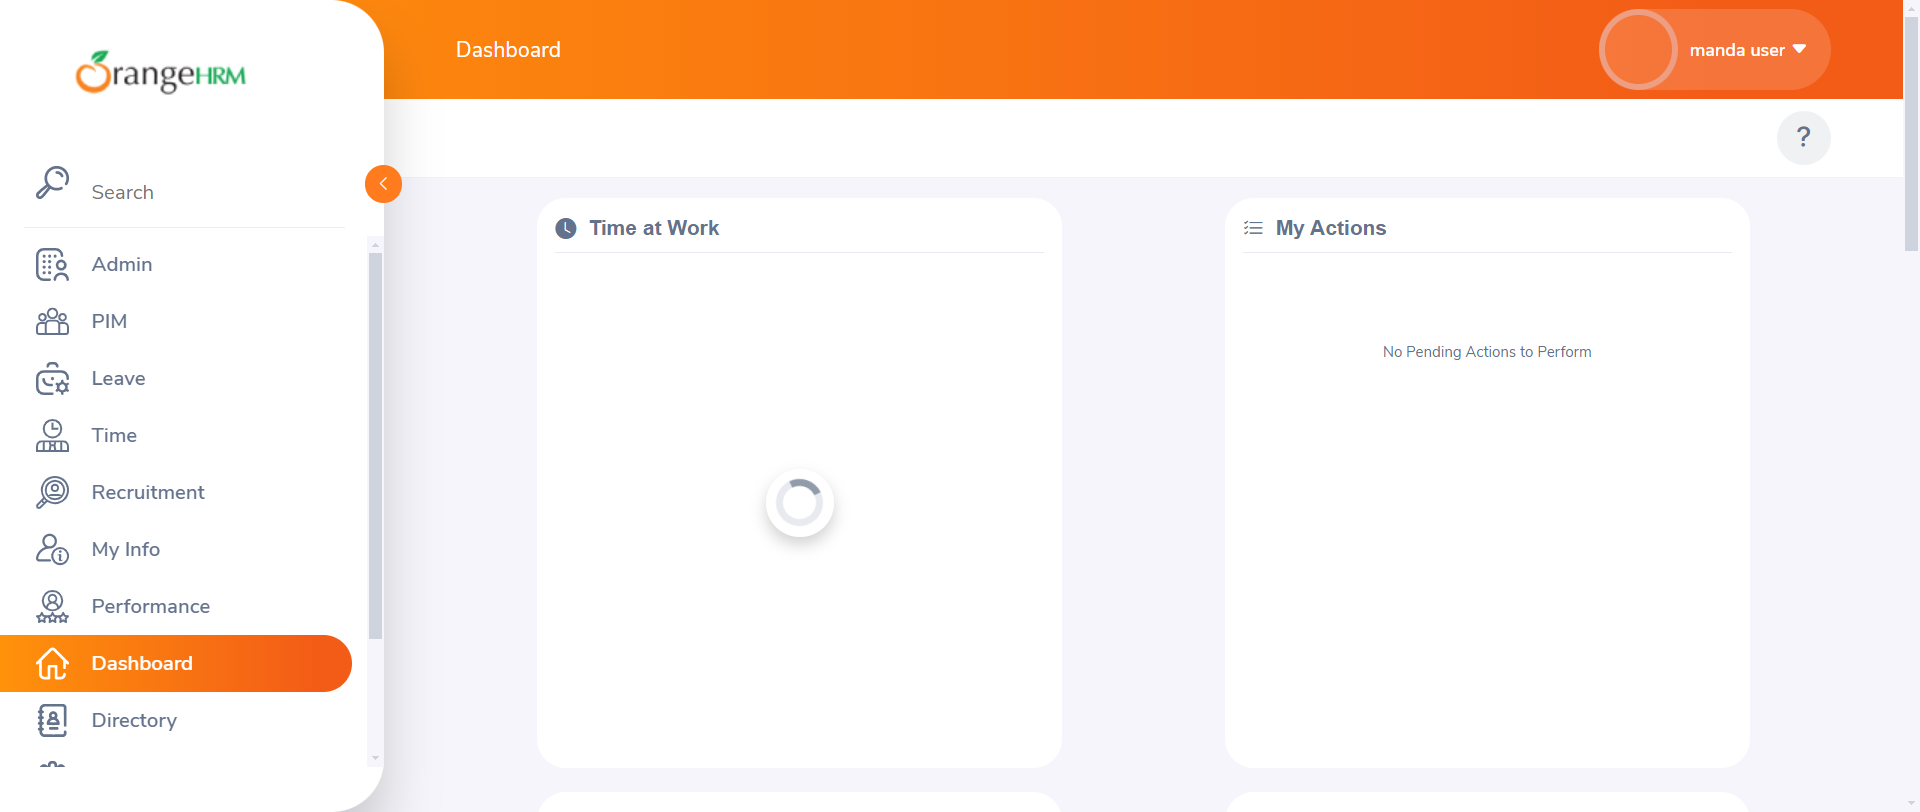 OrangeHRM
Dashboard
manda user
?
Search
Admin
PIM
Leave
Time
Recruitment
My Info
Performance
Dashboard
Directory
Time at Work
My Actions
No Pending Actions to Perform